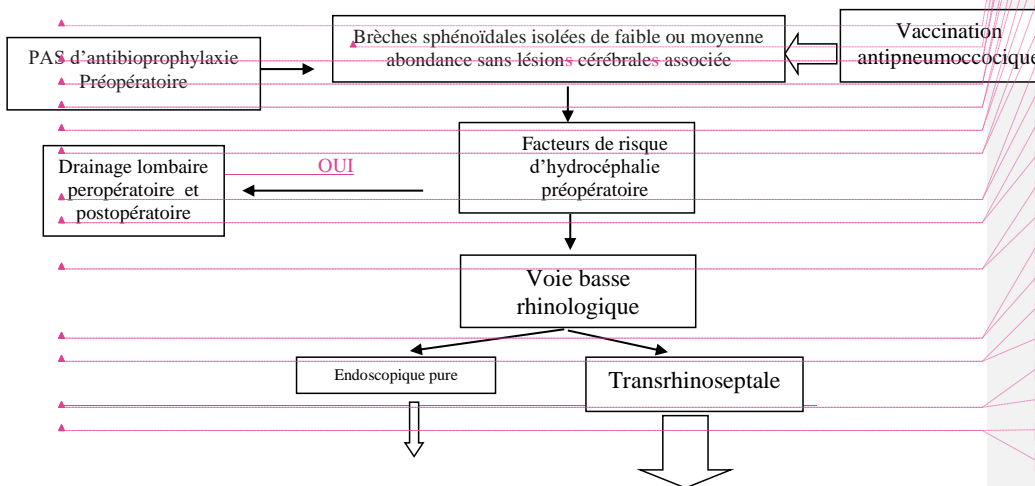 PAS d’antibioprophylaxie
Préopératoire
Brèches sphénoïdales isolées de faible ou moyenne
abondance sans lésions cérébrales associée
Vaccination
antipneumoccocique
Drainage lombaire
peropératoire et
postopératoire
OUI
Facteurs de risque
d’hydrocéphalie
préopératoire
Voie basse
rhinologique
Endoscopique pure
Transrhinoseptale